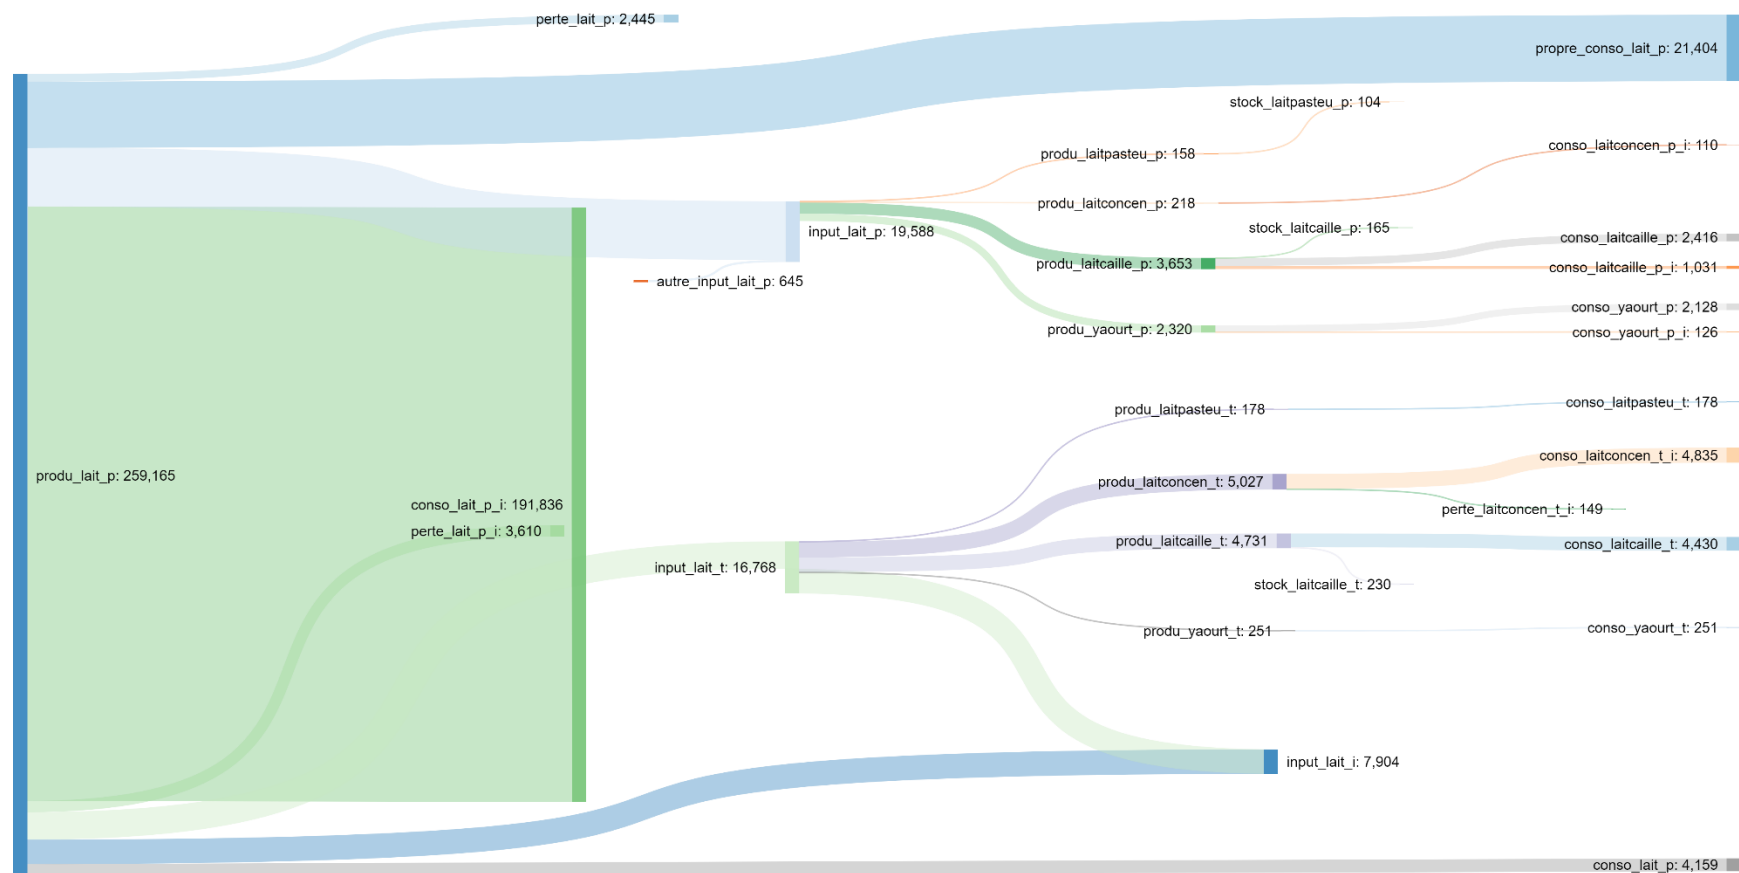 perte_lait_p: 2,445
propre_conso_lait_p: 21,404
stock_laitpasteu_p: 104
conso_laitconcen_p_i: 110
produ_laitpasteu_p: 158
produ_laitconcen_p: 218
stock_laitcaille_p: 165
input_lait_p: 19,588
conso_laitcaille_p: 2,416
produ_laitcaille_p: 3,653
conso_laitcaille_p_i: 1,031
autre_input_lait_p: 645
conso_yaourt_p: 2,128
produ_yaourt_p: 2,320
conso_yaourt_p_i: 126
conso_laitpasteu_t: 178
produ_laitpasteu_t: 178
conso_laitconcen_t_i: 4,835
produ_lait_p: 259,165
produ_laitconcen_t: 5,027
conso_lait_p_i: 191,836
perte_laitconcen_t_i: 149
perte_lait_p_i: 3,610
produ_laitcaille_t: 4,731
conso_laitcaille_t: 4,430
input_lait_t: 16,768
stock_laitcaille_t: 230
produ_yaourt_t: 251
conso_yaourt_t: 251
input_lait_i: 7,904
conso_lait_p: 4,159